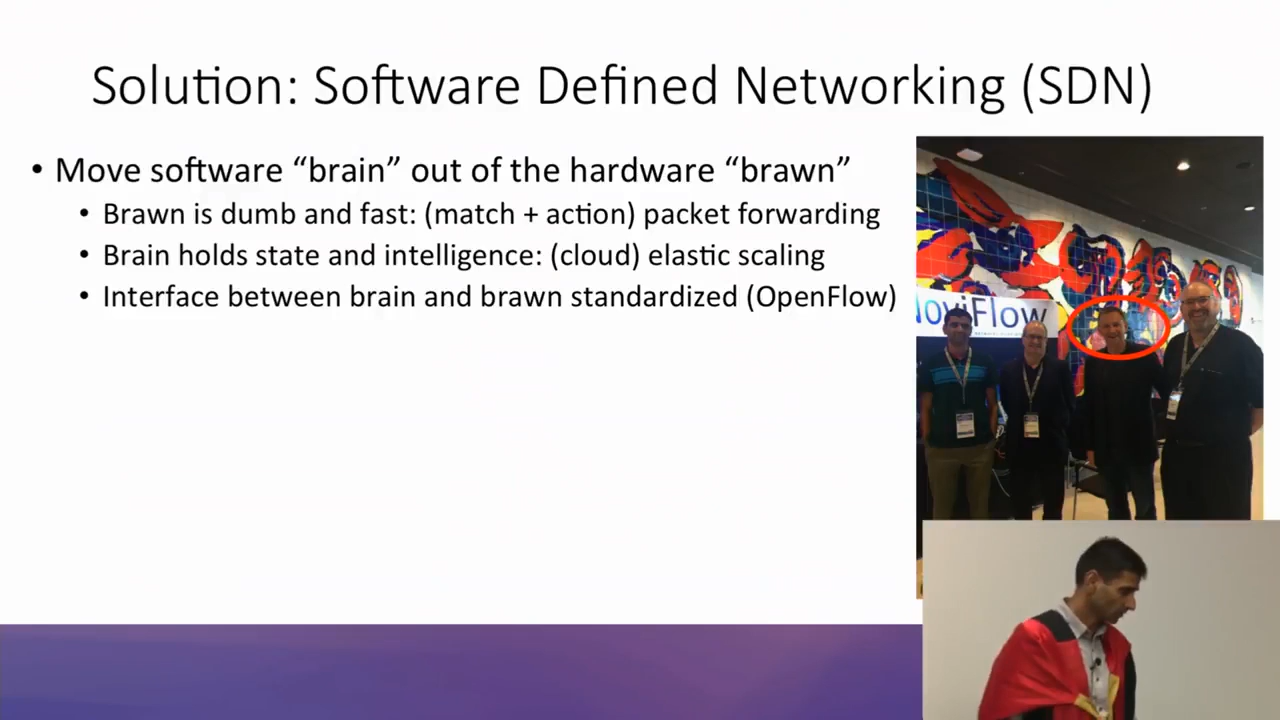 Solution: Software Defined Networking (SDN)
• Move software “brain” out of the hardware “brawn”
• Brawn is dumb and fast: (match + action) packet forwarding
• Brain holds state and intelligence: (cloud) elastic scaling
• Interface between brain and brawn standardized (OpenFlow)
NoviFlow